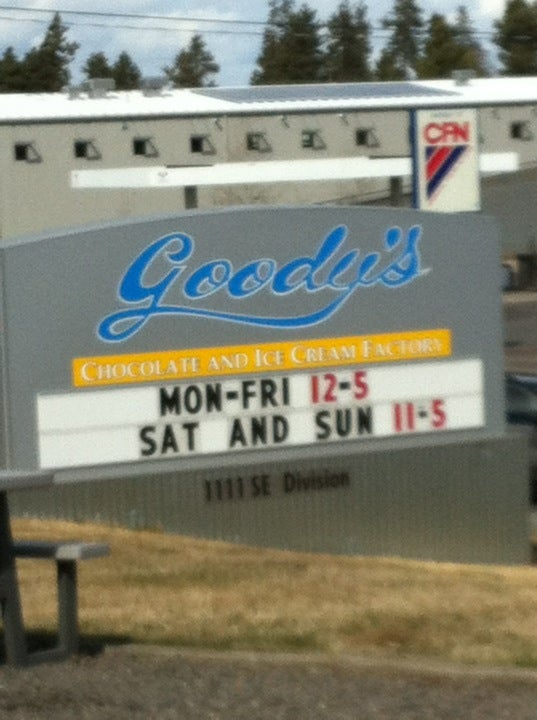 CFN
Goody's
CHOCOLATE AND ICE CREAM FACTORY
MON-FRI 12-5
SAT AND SUN 11-5
1111 SE Division